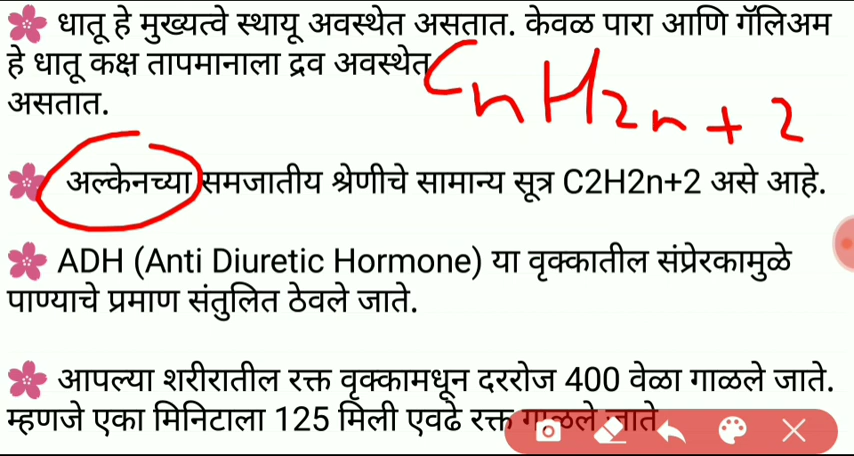 धातू हे मुख्यत्वे स्थायू अवस्थेत असतात. केवळ पारा आणि गॅलिअम
हे धातू कक्ष तापमानाला द्रव अवस्थेत
असतात.
CnH2n+2
अल्केनच्या समजातीय श्रेणीचे सामान्य सूत्र C2H2n+2 असे आहे.
ADH (Anti Diuretic Hormone) या वृक्कातील संप्रेरकामुळे
पाण्याचे प्रमाण संतुलित ठेवले जाते.
आपल्या शरीरातील रक्त वृक्कामधून दररोज 400 वेळा गाळले जाते.
म्हणजे एका मिनिटाला 125 मिली एवढे रक्त गाळले जाते